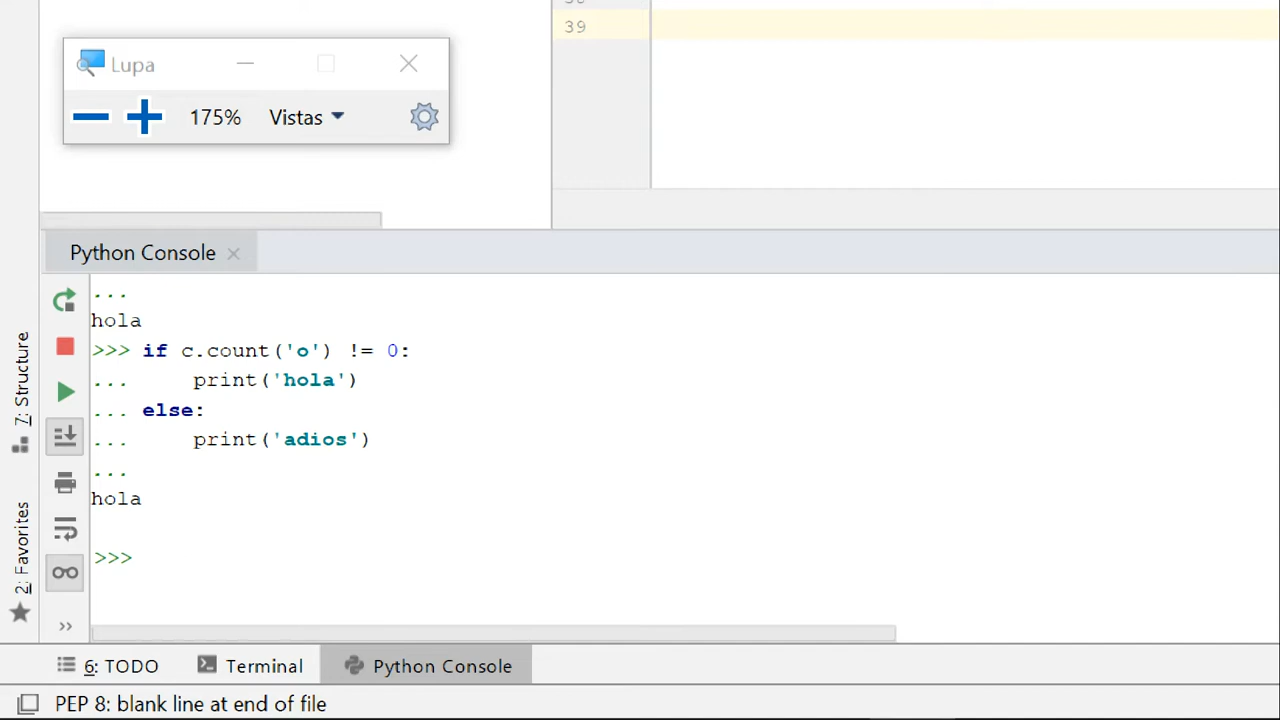 39
Lupa
175% Vistas
Python Console
...
hola
>>> if c.count('o') != 0:
...     print('hola')
... else:
...     print('adios')
...
hola
>>>
7: Structure
2: Favorites
6: TODO Terminal Python Console
PEP 8: blank line at end of file